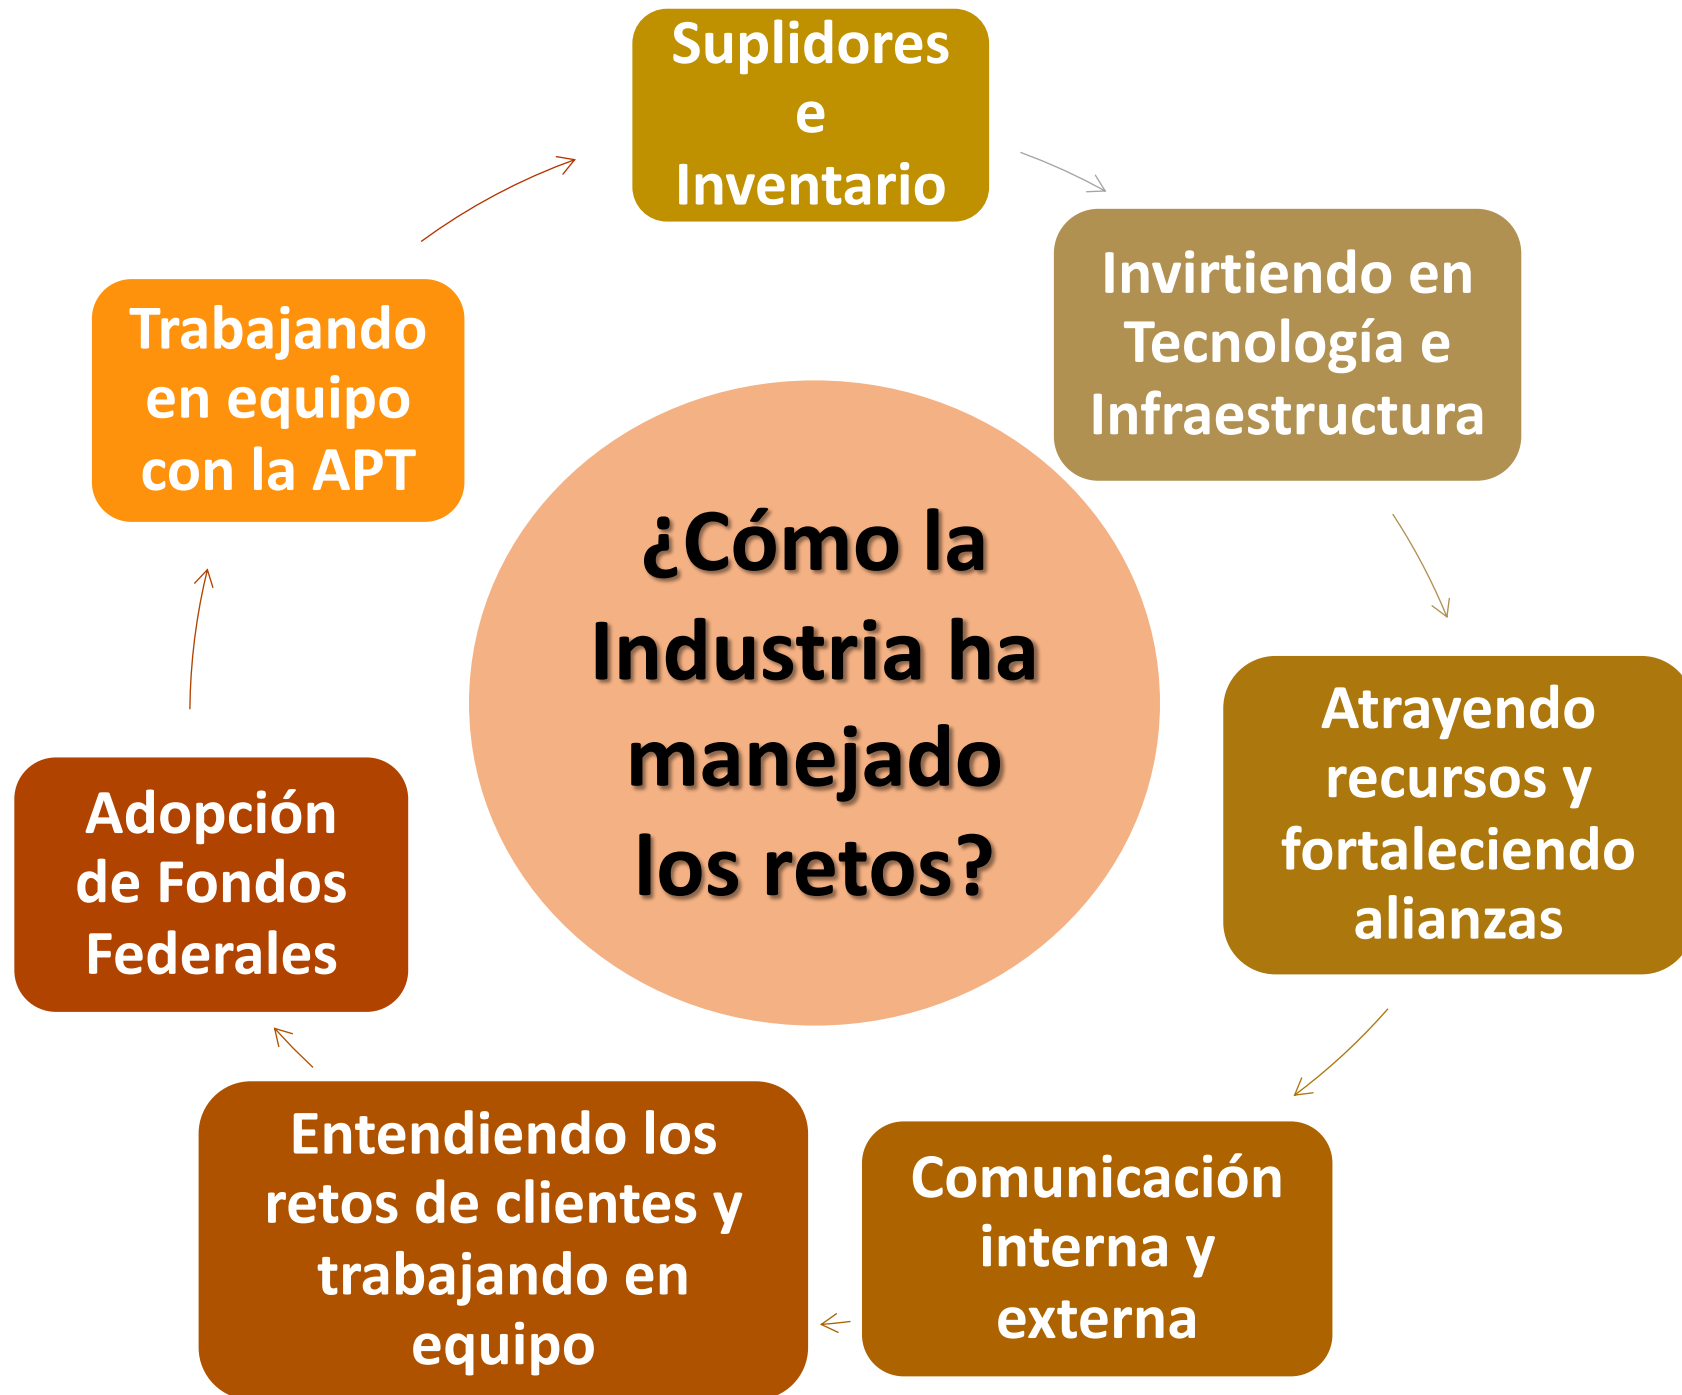 Suplidores
e
Inventario
Invirtiendo en
Tecnología e
Infraestructura
Atrayendo
recursos y
fortaleciendo
alianzas
Comunicación
interna y
externa
Entendiendo los
retos de clientes y
trabajando en
equipo
Adopción
de Fondos
Federales
Trabajando
en equipo
con la APT
¿Cómo la
Industria ha
manejado
los retos?